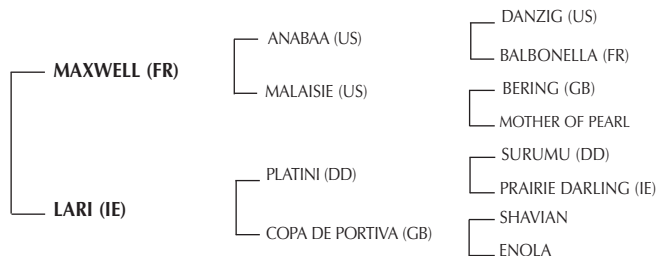 DANZIG (US)
ANABAA (US)
BALBONELLA (FR)
MAXWELL (FR)
BERING (GB)
MALAISIE (US)
MOTHER OF PEARL
SURUMU (DD)
PLATINI (DD)
PRAIRIE DARLING (IE)
LARI (IE)
SHAVIAN
COPA DE PORTIVA (GB)
ENOLA